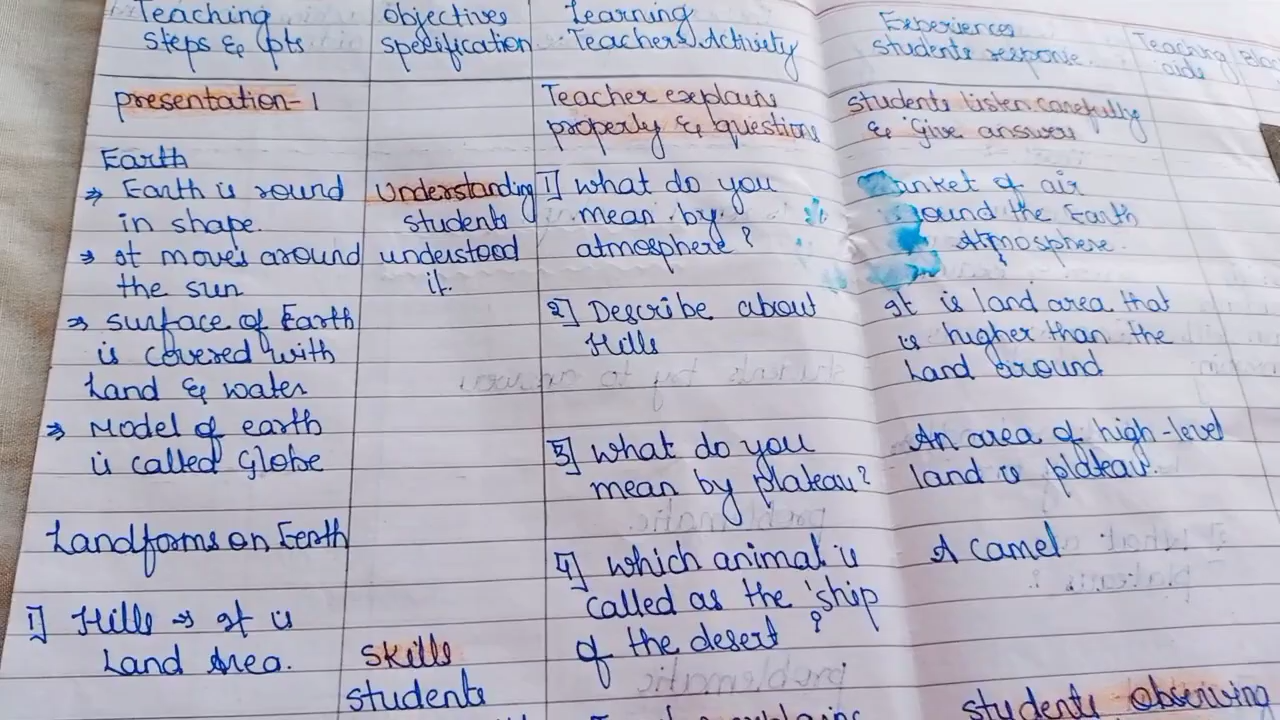 Teaching
steps & pts
objectives
specification
Learning
Teachers Activiety
Experiences
students response.
Teaching
aids
presentation-1
Teacher explain
properly & questions
students listen carefully
& Give answers
Earth
⇒ Earth is round
in shape.
⇒ It moves around
the sun
⇒ surface of Earth
is covered with
Land & water
⇒ Model of earth
is called Globe
Landforms on Earth
1] Hills → It is
Land Area.
Understanding
students
understood
it.
skills
students
1] what do you
mean by
atmosphere?
2] Describe about
Hills
3] what do you
mean by plateau?
4] which animal is
called as the 'ship
of the desert ?
of air
the Earth
Atmosphere.
It is land area that
is higher than the
Land around
An area of high-level
land is plateau.
A camel
students observing